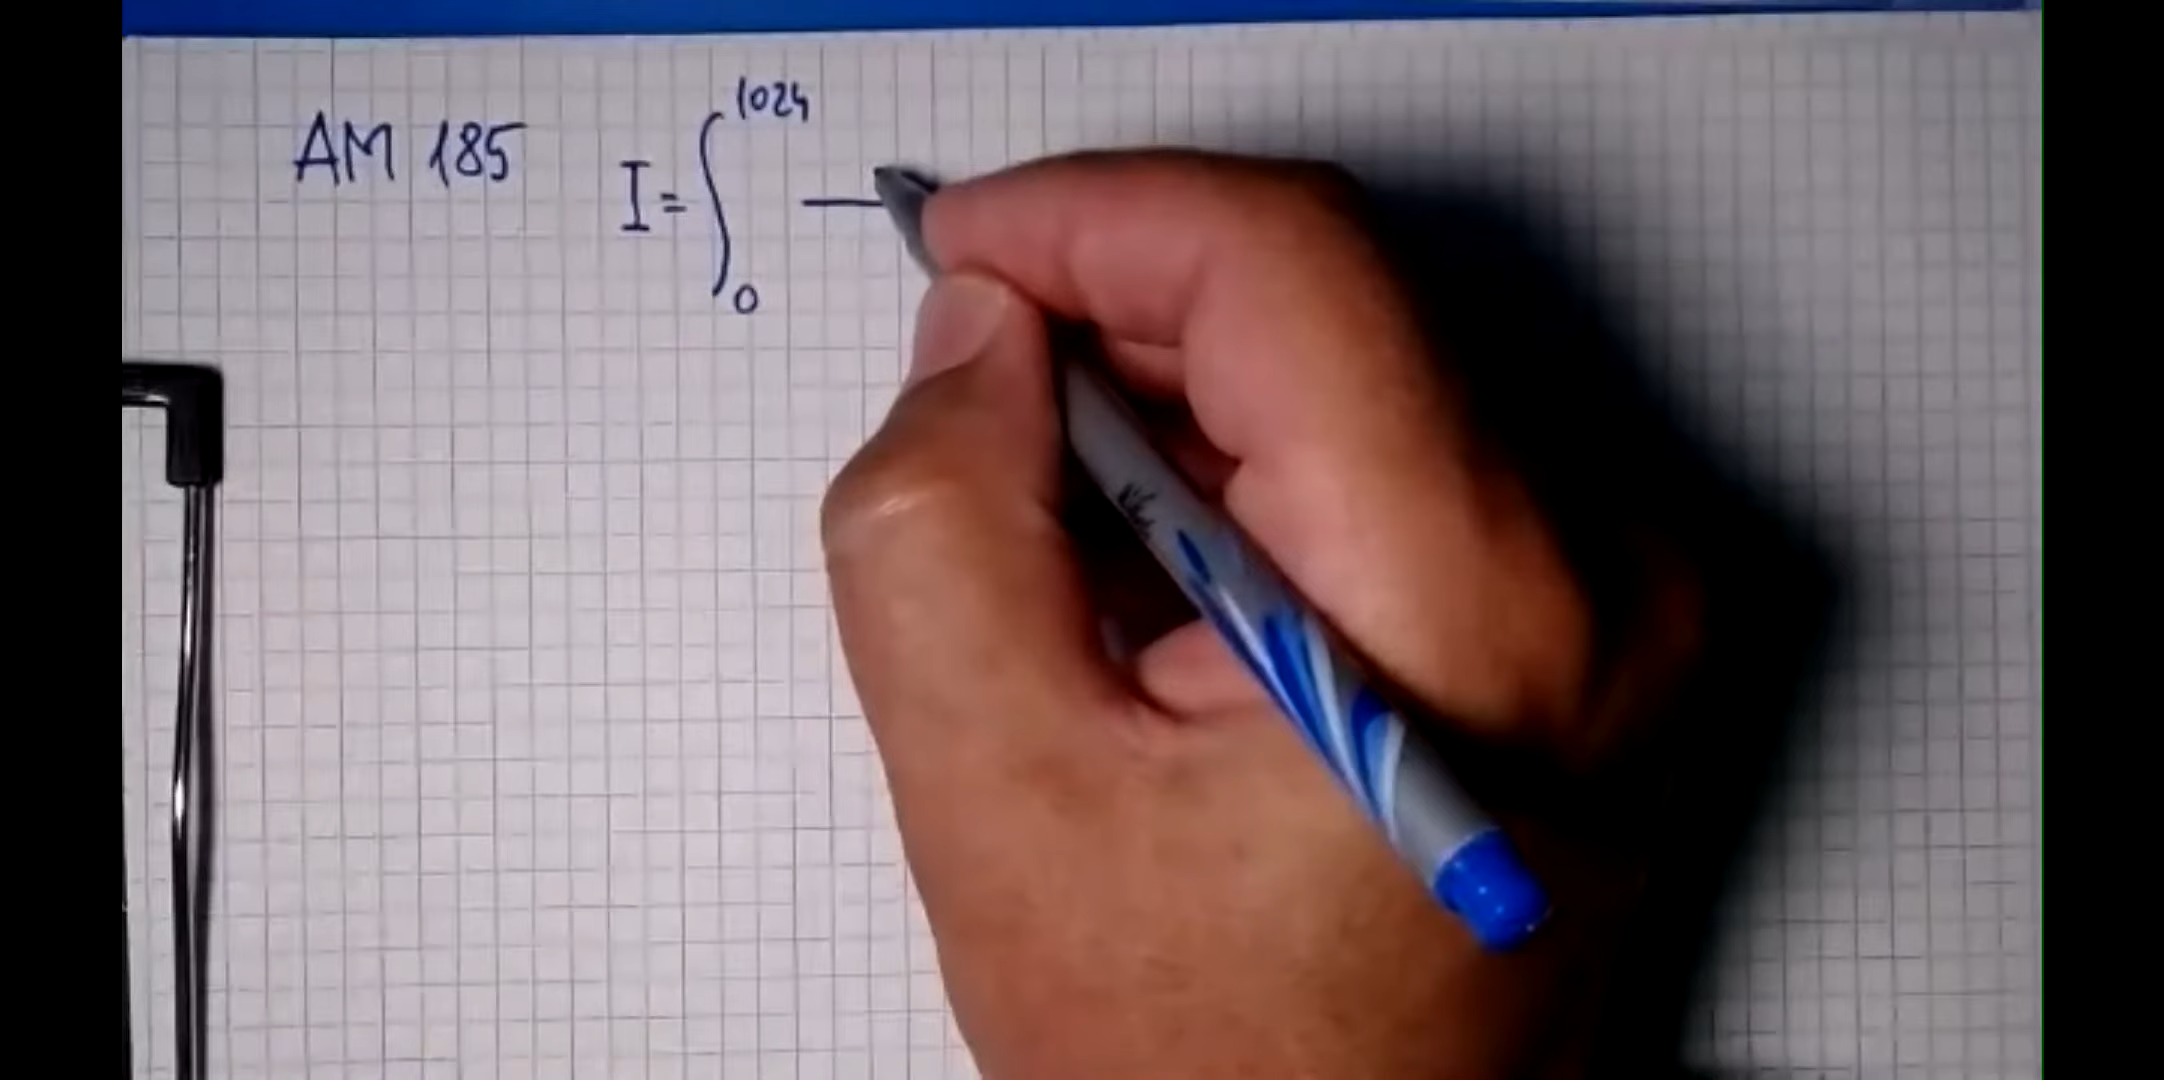 AM 185 I = ∫₀¹⁰²⁴ —